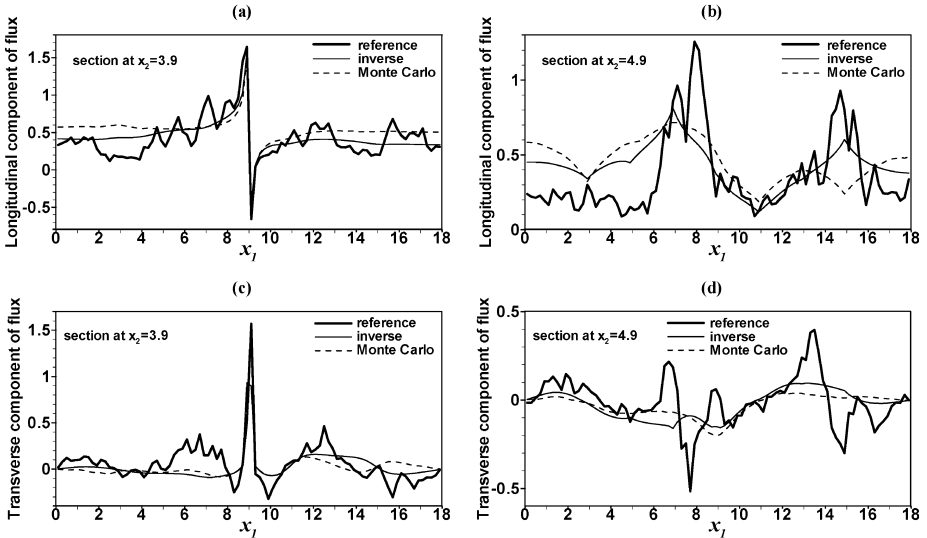 (a)
Longitudinal component of flux
1.5
1
0.5
0
-0.5
section at x2=3.9
reference
inverse
Monte Carlo
0 2 4 6 8 10 12 14 16 18
x1
(b)
Longitudinal component of flux
1
0.5
0
section at x2=4.9
reference
inverse
Monte Carlo
0 2 4 6 8 10 12 14 16 18
x1
(c)
Transverse component of flux
1.5
1
0.5
0
section at x2=3.9
reference
inverse
Monte Carlo
0 2 4 6 8 10 12 14 16 18
x1
(d)
Transverse component of flux
0.5
0
-0.5
section at x2=4.9
reference
inverse
Monte Carlo
0 2 4 6 8 10 12 14 16 18
x1